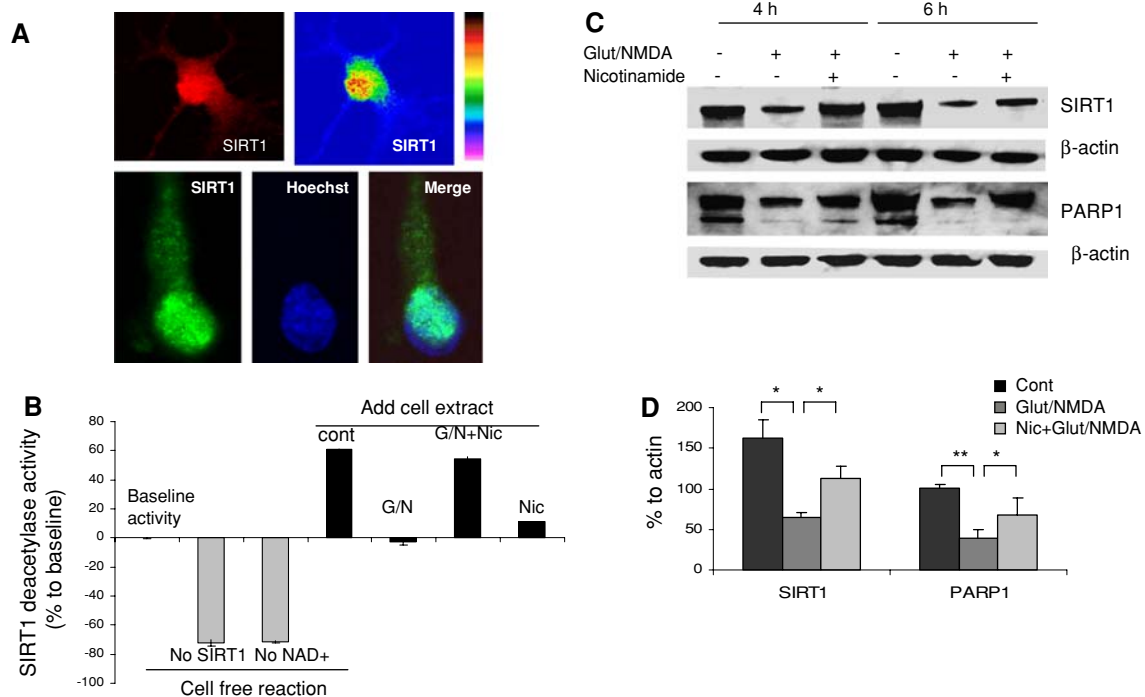 A
SIRT1
SIRT1
SIRT1
Hoechst
Merge
B
SIRT1 deacetylase activity
(% to baseline)
80
60
40
20
0
-20
-40
-60
-80
-100
Add cell extract
cont
G/N+Nic
Baseline
activity
G/N
Nic
No SIRT1
No NAD+
Cell free reaction
C
4 h
6 h
Glut/NMDA - + + - + +
Nicotinamide - - + - - +
SIRT1
β-actin
PARP1
β-actin
D
Cont
Glut/NMDA
Nic+Glut/NMDA
% to actin
200
150
100
50
0
* *
** *
SIRT1
PARP1